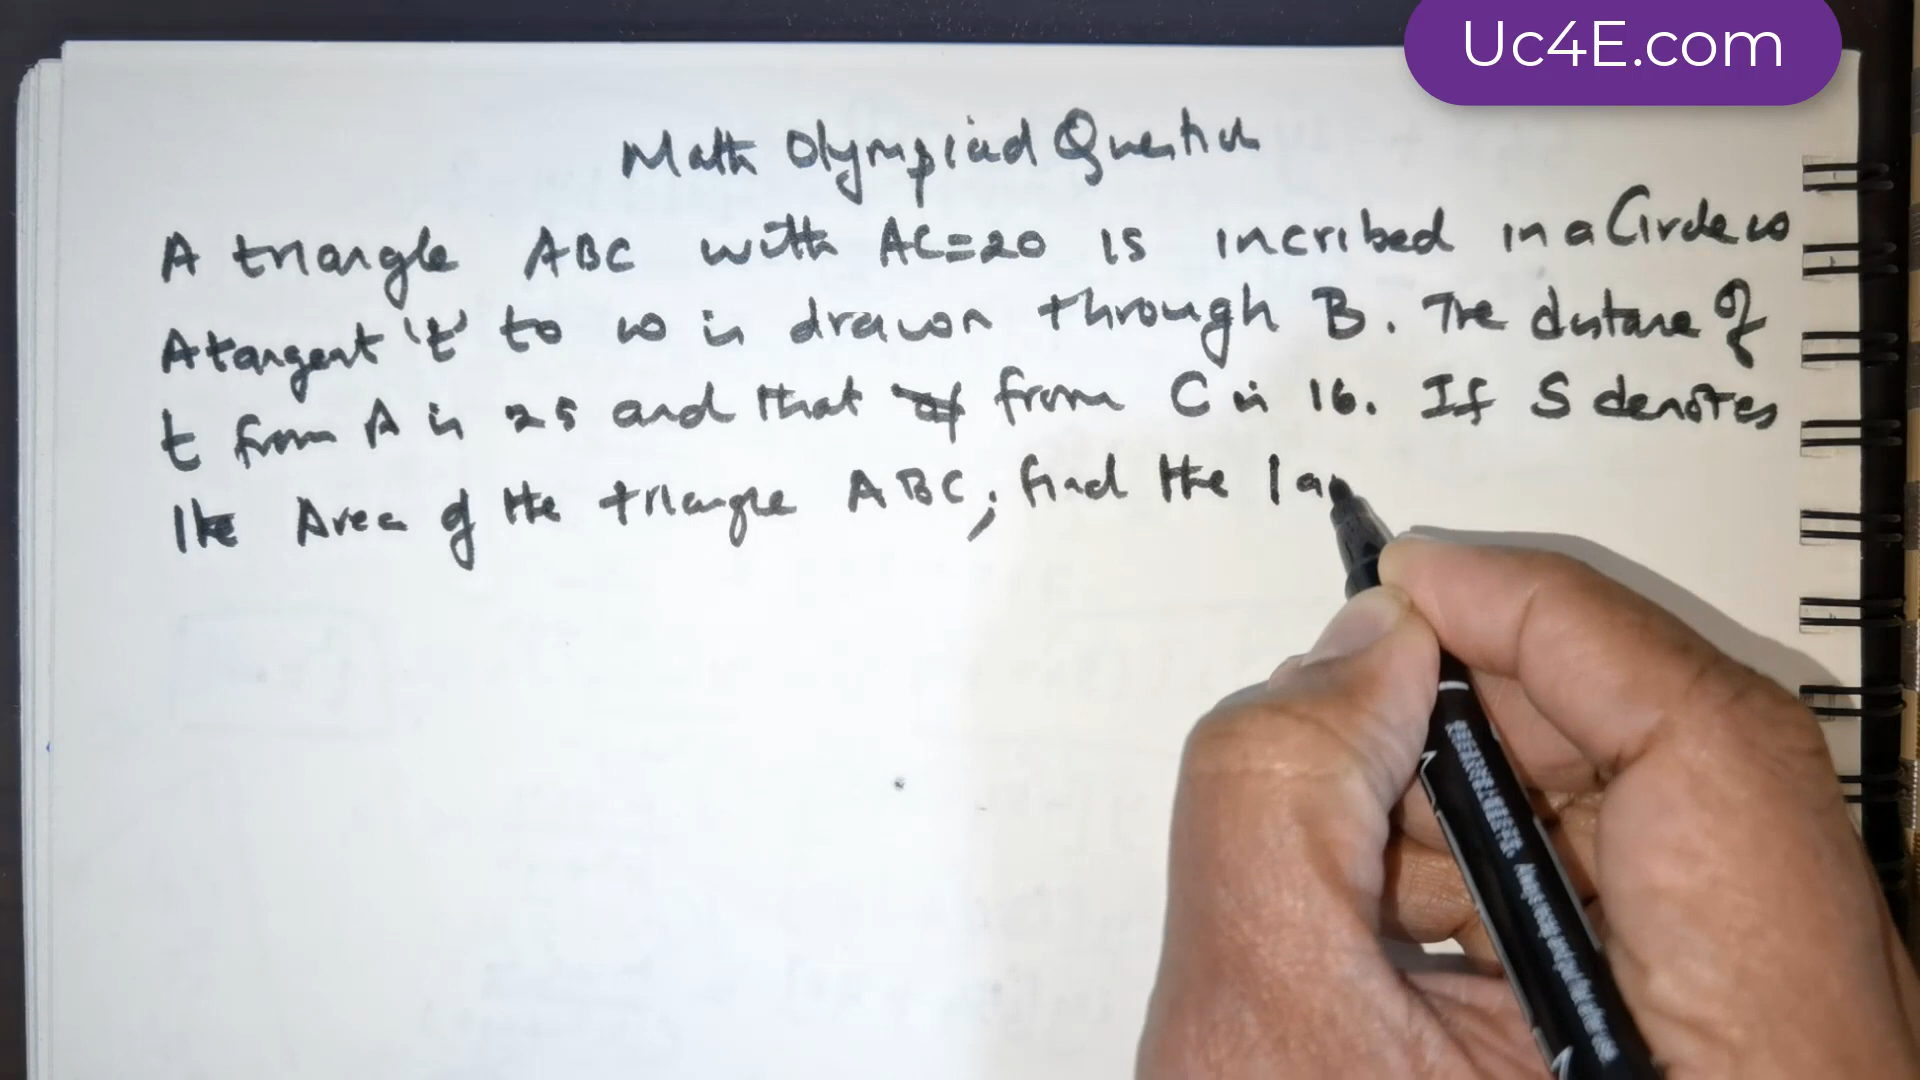 Uc4E.com
Math Olympiad Question
A triangle ABC with AC=20 is incribed in a Circle ω
A tangent 't' to ω is drawn through B. The distance of
t from A is 25 and that of from C is 16. If S denotes
the Area of the triangle ABC, find the la